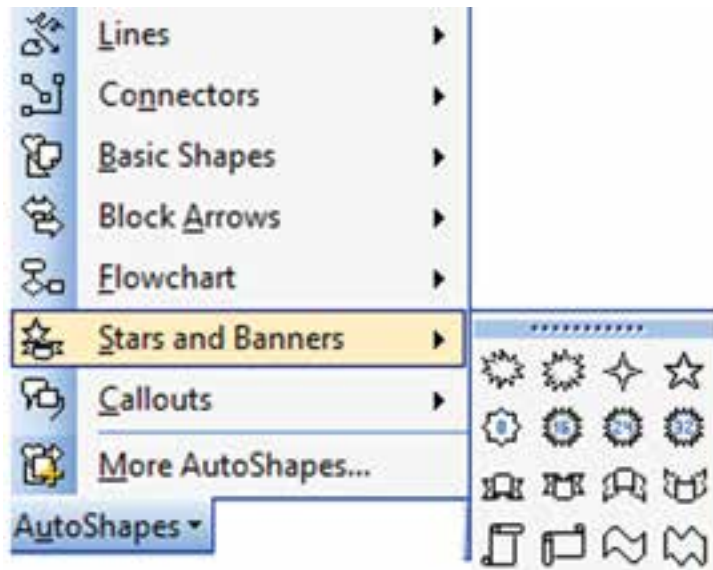 Lines
Connectors
Basic Shapes
Block Arrows
Flowchart
Stars and Banners
Callouts
8 16 24 32
More AutoShapes...
AutoShapes